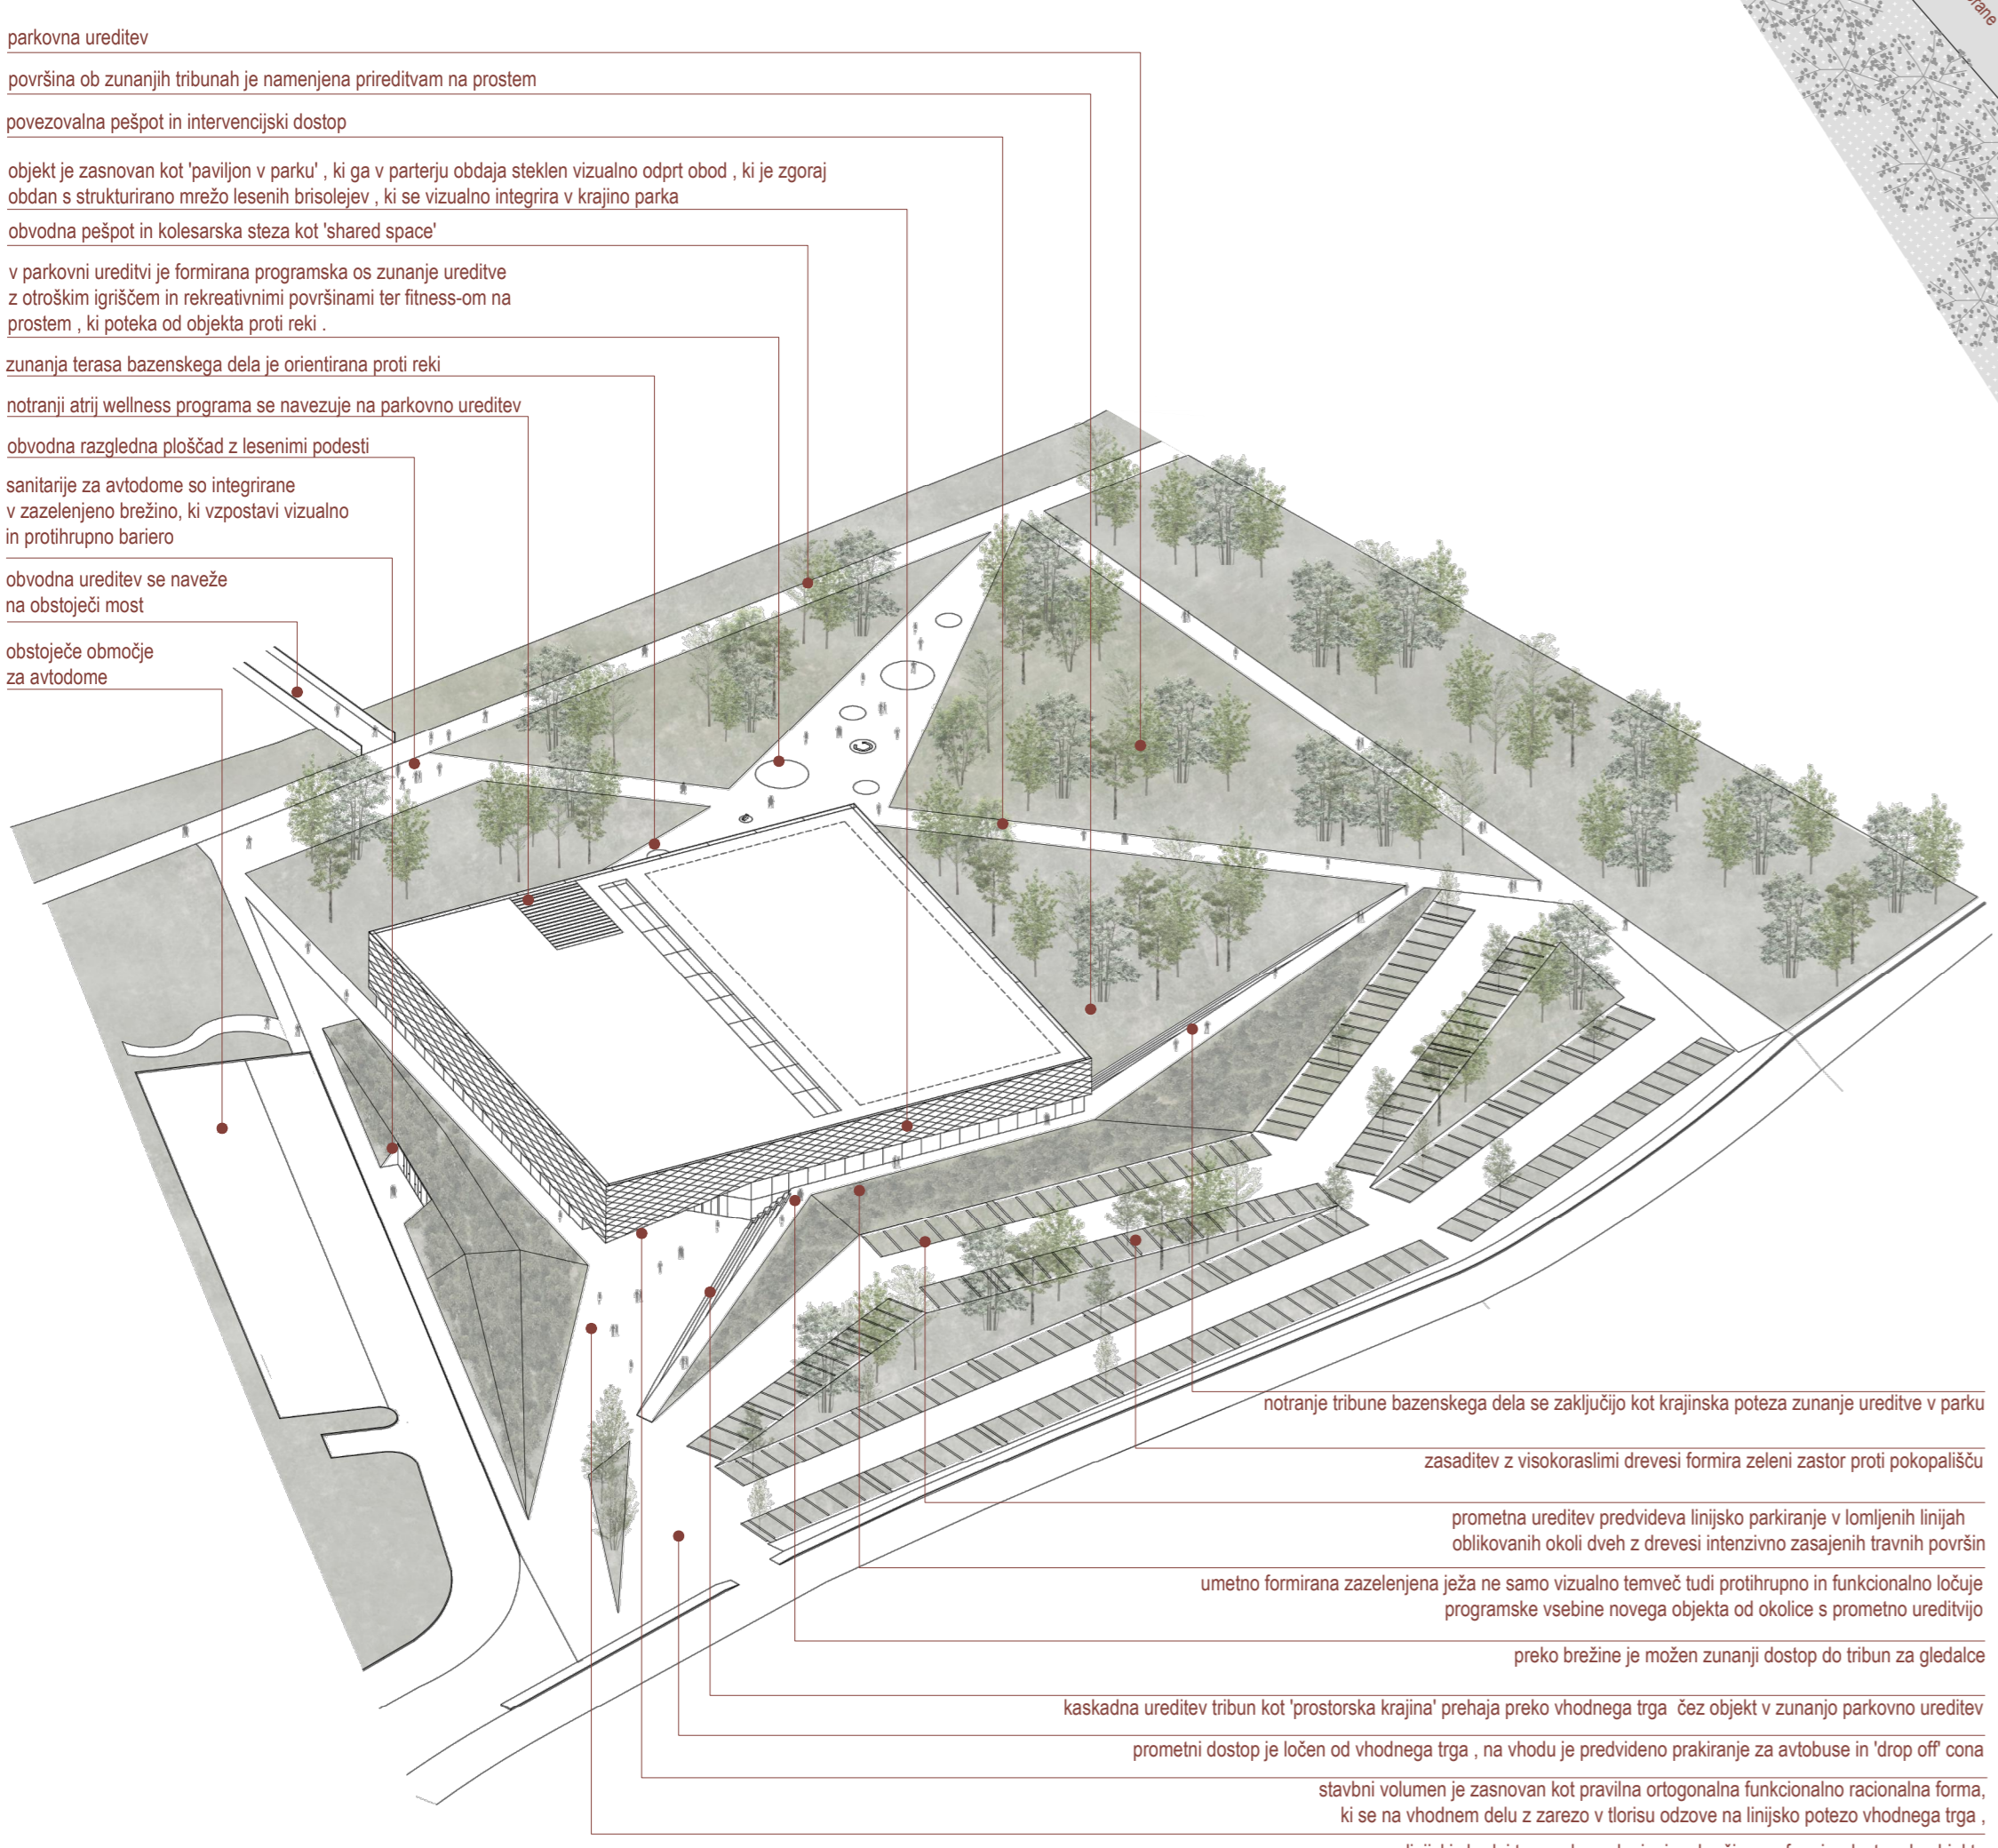 parkovna ureditev
površina ob zunanjih tribunah je namenjena prireditvam na prostem
povezovalna pešpot in intervencijski dostop
objekt je zasnovan kot 'paviljon v parku' , ki ga v parterju obdaja steklen vizualno odprt obod , ki je zgoraj
obdan s strukturirano mrežo lesenih brisolejev , ki se vizualno integrira v krajino parka
obvodna pešpot in kolesarska steza kot 'shared space'
v parkovni ureditvi je formirana programska os zunanje ureditve
z otroškim igriščem in rekreativnimi površinami ter fitness-om na
prostem , ki poteka od objekta proti reki .
zunanja terasa bazenskega dela je orientirana proti reki
notranji atrij wellness programa se navezuje na parkovno ureditev
obvodna razgledna ploščad z lesenimi podesti
sanitarije za avtodome so integrirane
v zazelenjeno brežino, ki vzpostavi vizualno
in protihrupno bariero
obvodna ureditev se naveže
na obstoječi most
obstoječe območje
za avtodome
notranje tribune bazenskega dela se zaključijo kot krajinska poteza zunanje ureditve v parku
zasaditev z visokoraslimi drevesi formira zeleni zastor proti pokopališču
prometna ureditev predvideva linijsko parkiranje v lomljenih linijah
oblikovanih okoli dveh z drevesi intenzivno zasajenih travnih površin
umetno formirana zazelenjena ježa ne samo vizualno temveč tudi protihrupno in funkcionalno ločuje
programske vsebine novega objekta od okolice s prometno ureditvijo
preko brežine je možen zunanji dostop do tribun za gledalce
kaskadna ureditev tribun kot 'prostorska krajina' prehaja preko vhodnega trga čez objekt v zunanjo parkovno ureditev
prometni dostop je ločen od vhodnega trga , na vhodu je predvideno prakiranje za avtobuse in 'drop off' cona
stavbni volumen je zasnovan kot pravilna ortogonalna funkcionalno racionalna forma,
ki se na vhodnem delu z zarezo v tlorisu odzove na linijsko potezo vhodnega trga ,